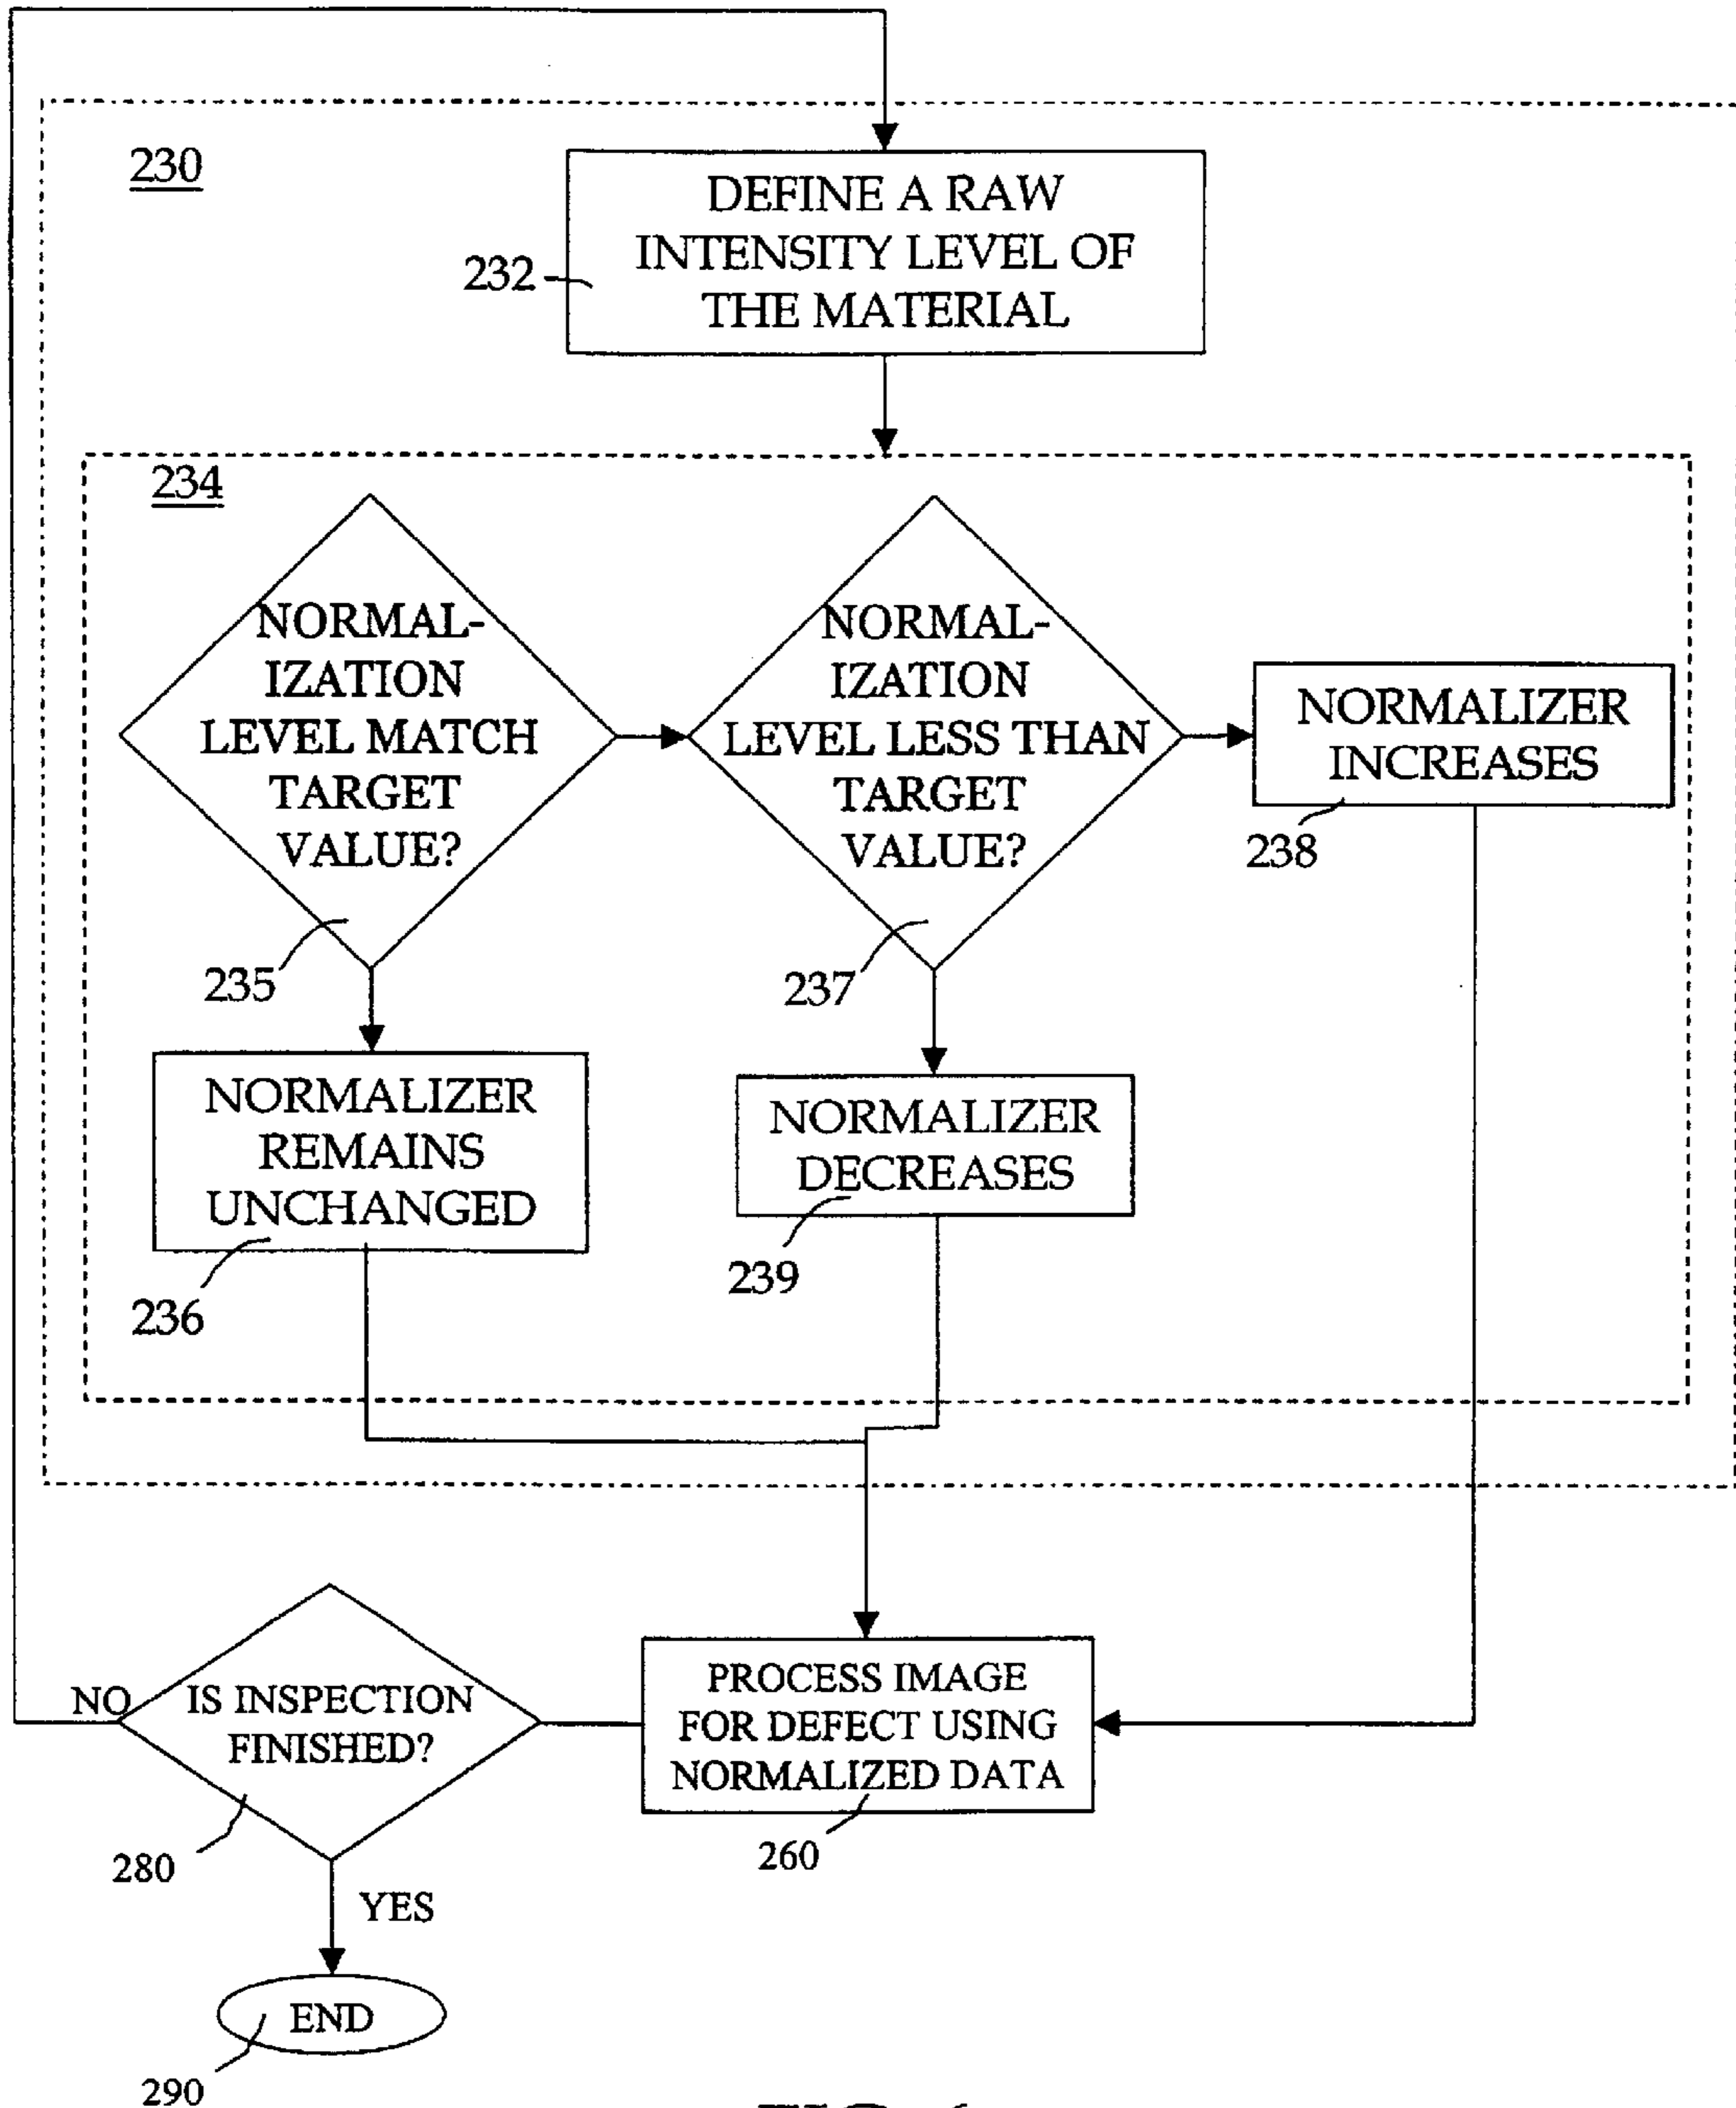 230
DEFINE A RAW
INTENSITY LEVEL OF
THE MATERIAL
232
234
NORMAL-
IZATION
LEVEL MATCH
TARGET
VALUE?
235
NORMAL-
IZATION
LEVEL LESS THAN
TARGET
VALUE?
237
NORMALIZER
INCREASES
238
NORMALIZER
REMAINS
UNCHANGED
236
NORMALIZER
DECREASES
239
PROCESS IMAGE
FOR DEFECT USING
NORMALIZED DATA
260
NO
IS INSPECTION
FINISHED?
280
YES
END
290